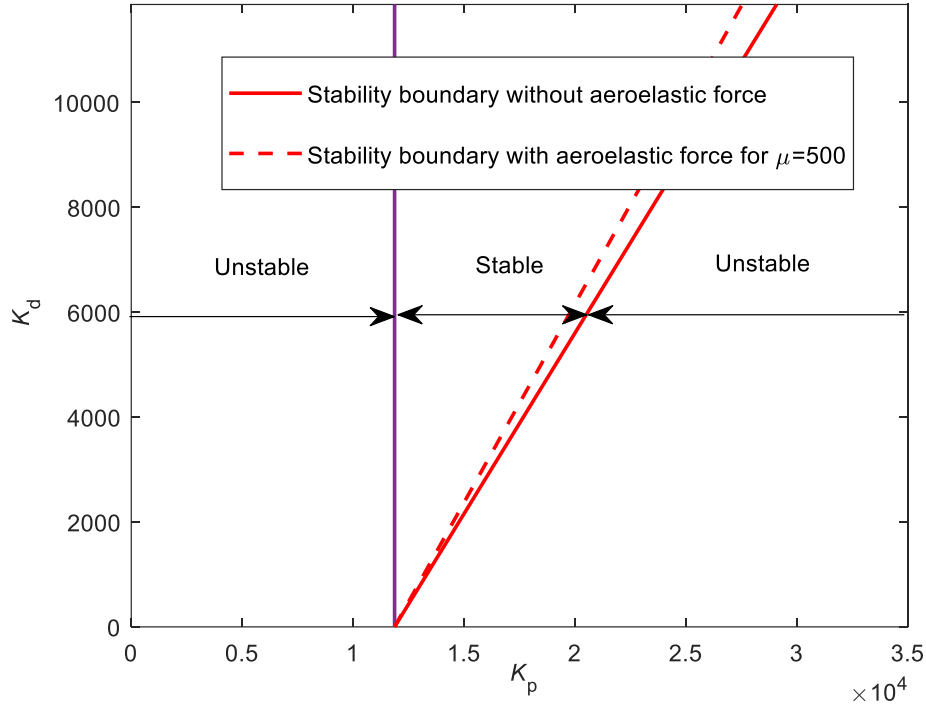 Stability boundary without aeroelastic force
Stability boundary with aeroelastic force for μ=500
Unstable
Stable
Unstable
K_d
10000
8000
6000
4000
2000
0
0
0.5
1
1.5
2
2.5
3
3.5
K_p
×10^4